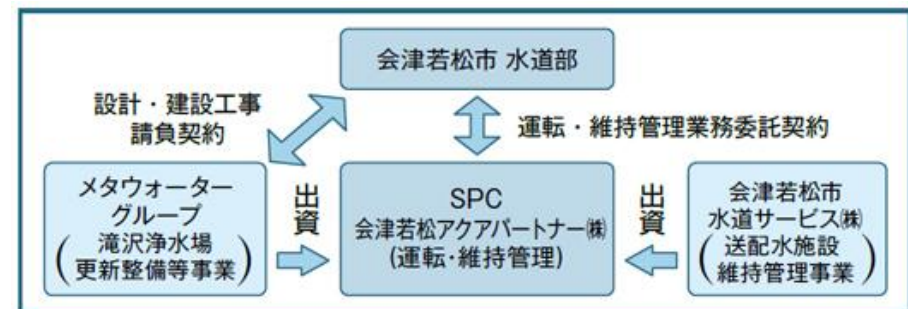 会津若松市 水道部
設計・建設工事
請負契約
運転・維持管理業務委託契約
メタウォーター
グループ
(滝沢浄水場
更新整備等事業)
出資
SPC
会津若松アクアパートナー㈱
(運転・維持管理)
出資
会津若松市
水道サービス㈱
(送配水施設
維持管理事業)